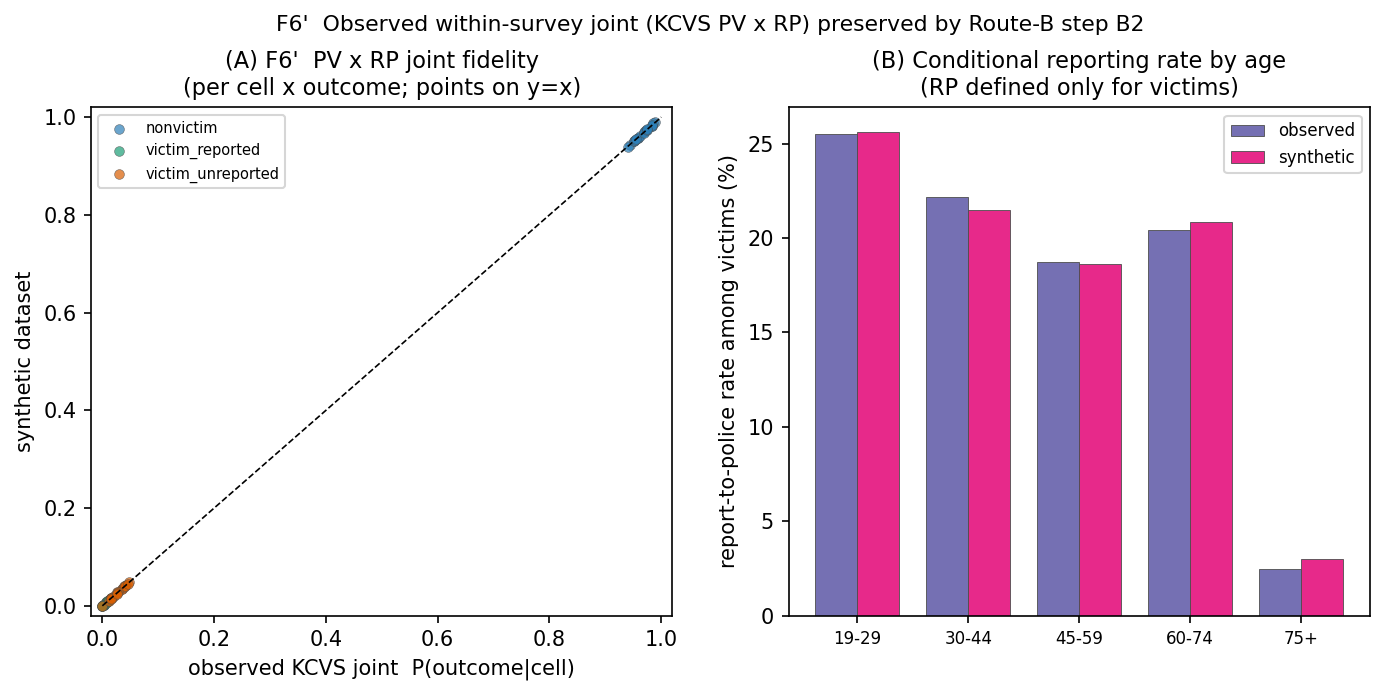 F6'  Observed within-survey joint (KCVS PV x RP) preserved by Route-B step B2
(A) F6'  PV x RP joint fidelity
(per cell x outcome; points on y=x)
nonvictim
victim_reported
victim_unreported
1.0
0.8
0.6
0.4
0.2
0.0
synthetic dataset
0.0
0.2
0.4
0.6
0.8
1.0
observed KCVS joint  P(outcome|cell)
(B) Conditional reporting rate by age
(RP defined only for victims)
observed
synthetic
25
20
15
10
5
0
report-to-police rate among victims (%)
19-29
30-44
45-59
60-74
75+